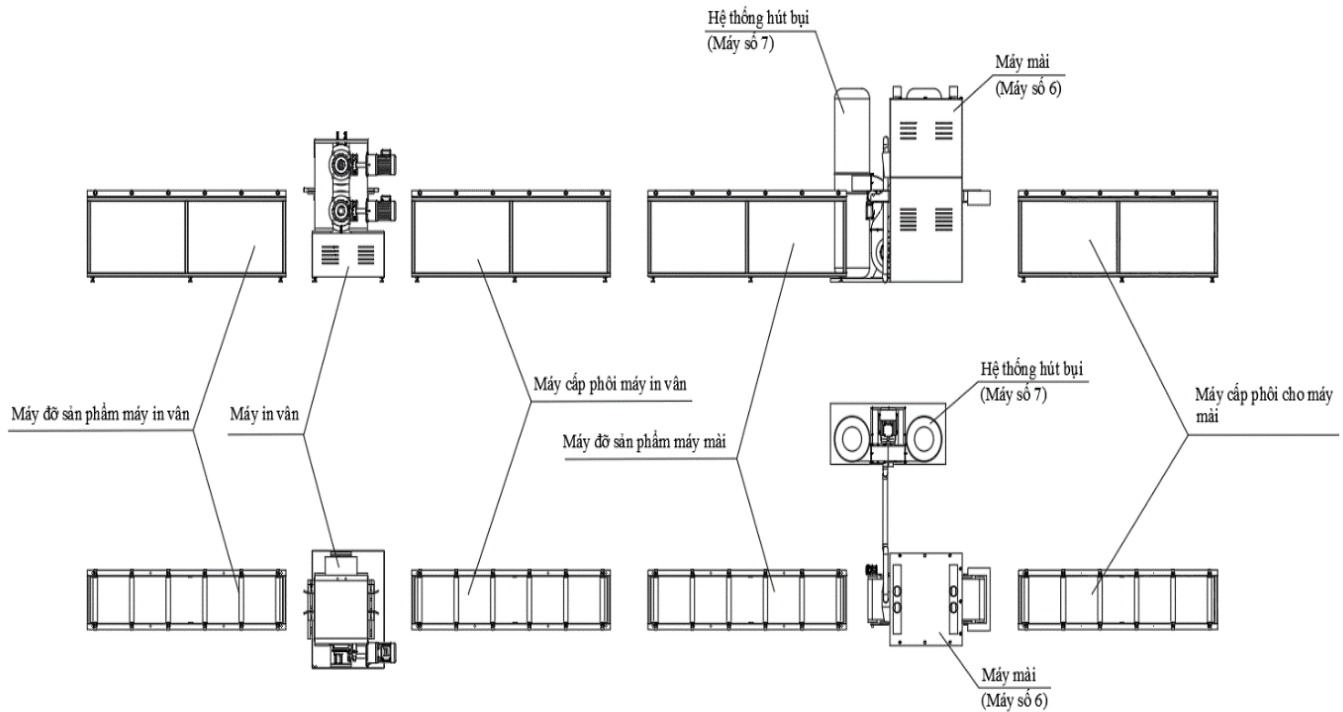 Hệ thống hút bụi
(Máy số 7)
Máy mài
(Máy số 6)
Máy đỡ sản phẩm máy in vân
Máy in vân
Máy cấp phôi máy in vân
Máy đỡ sản phẩm máy mài
Hệ thống hút bụi
(Máy số 7)
Máy cấp phôi cho máy
mài
Máy mài
(Máy số 6)